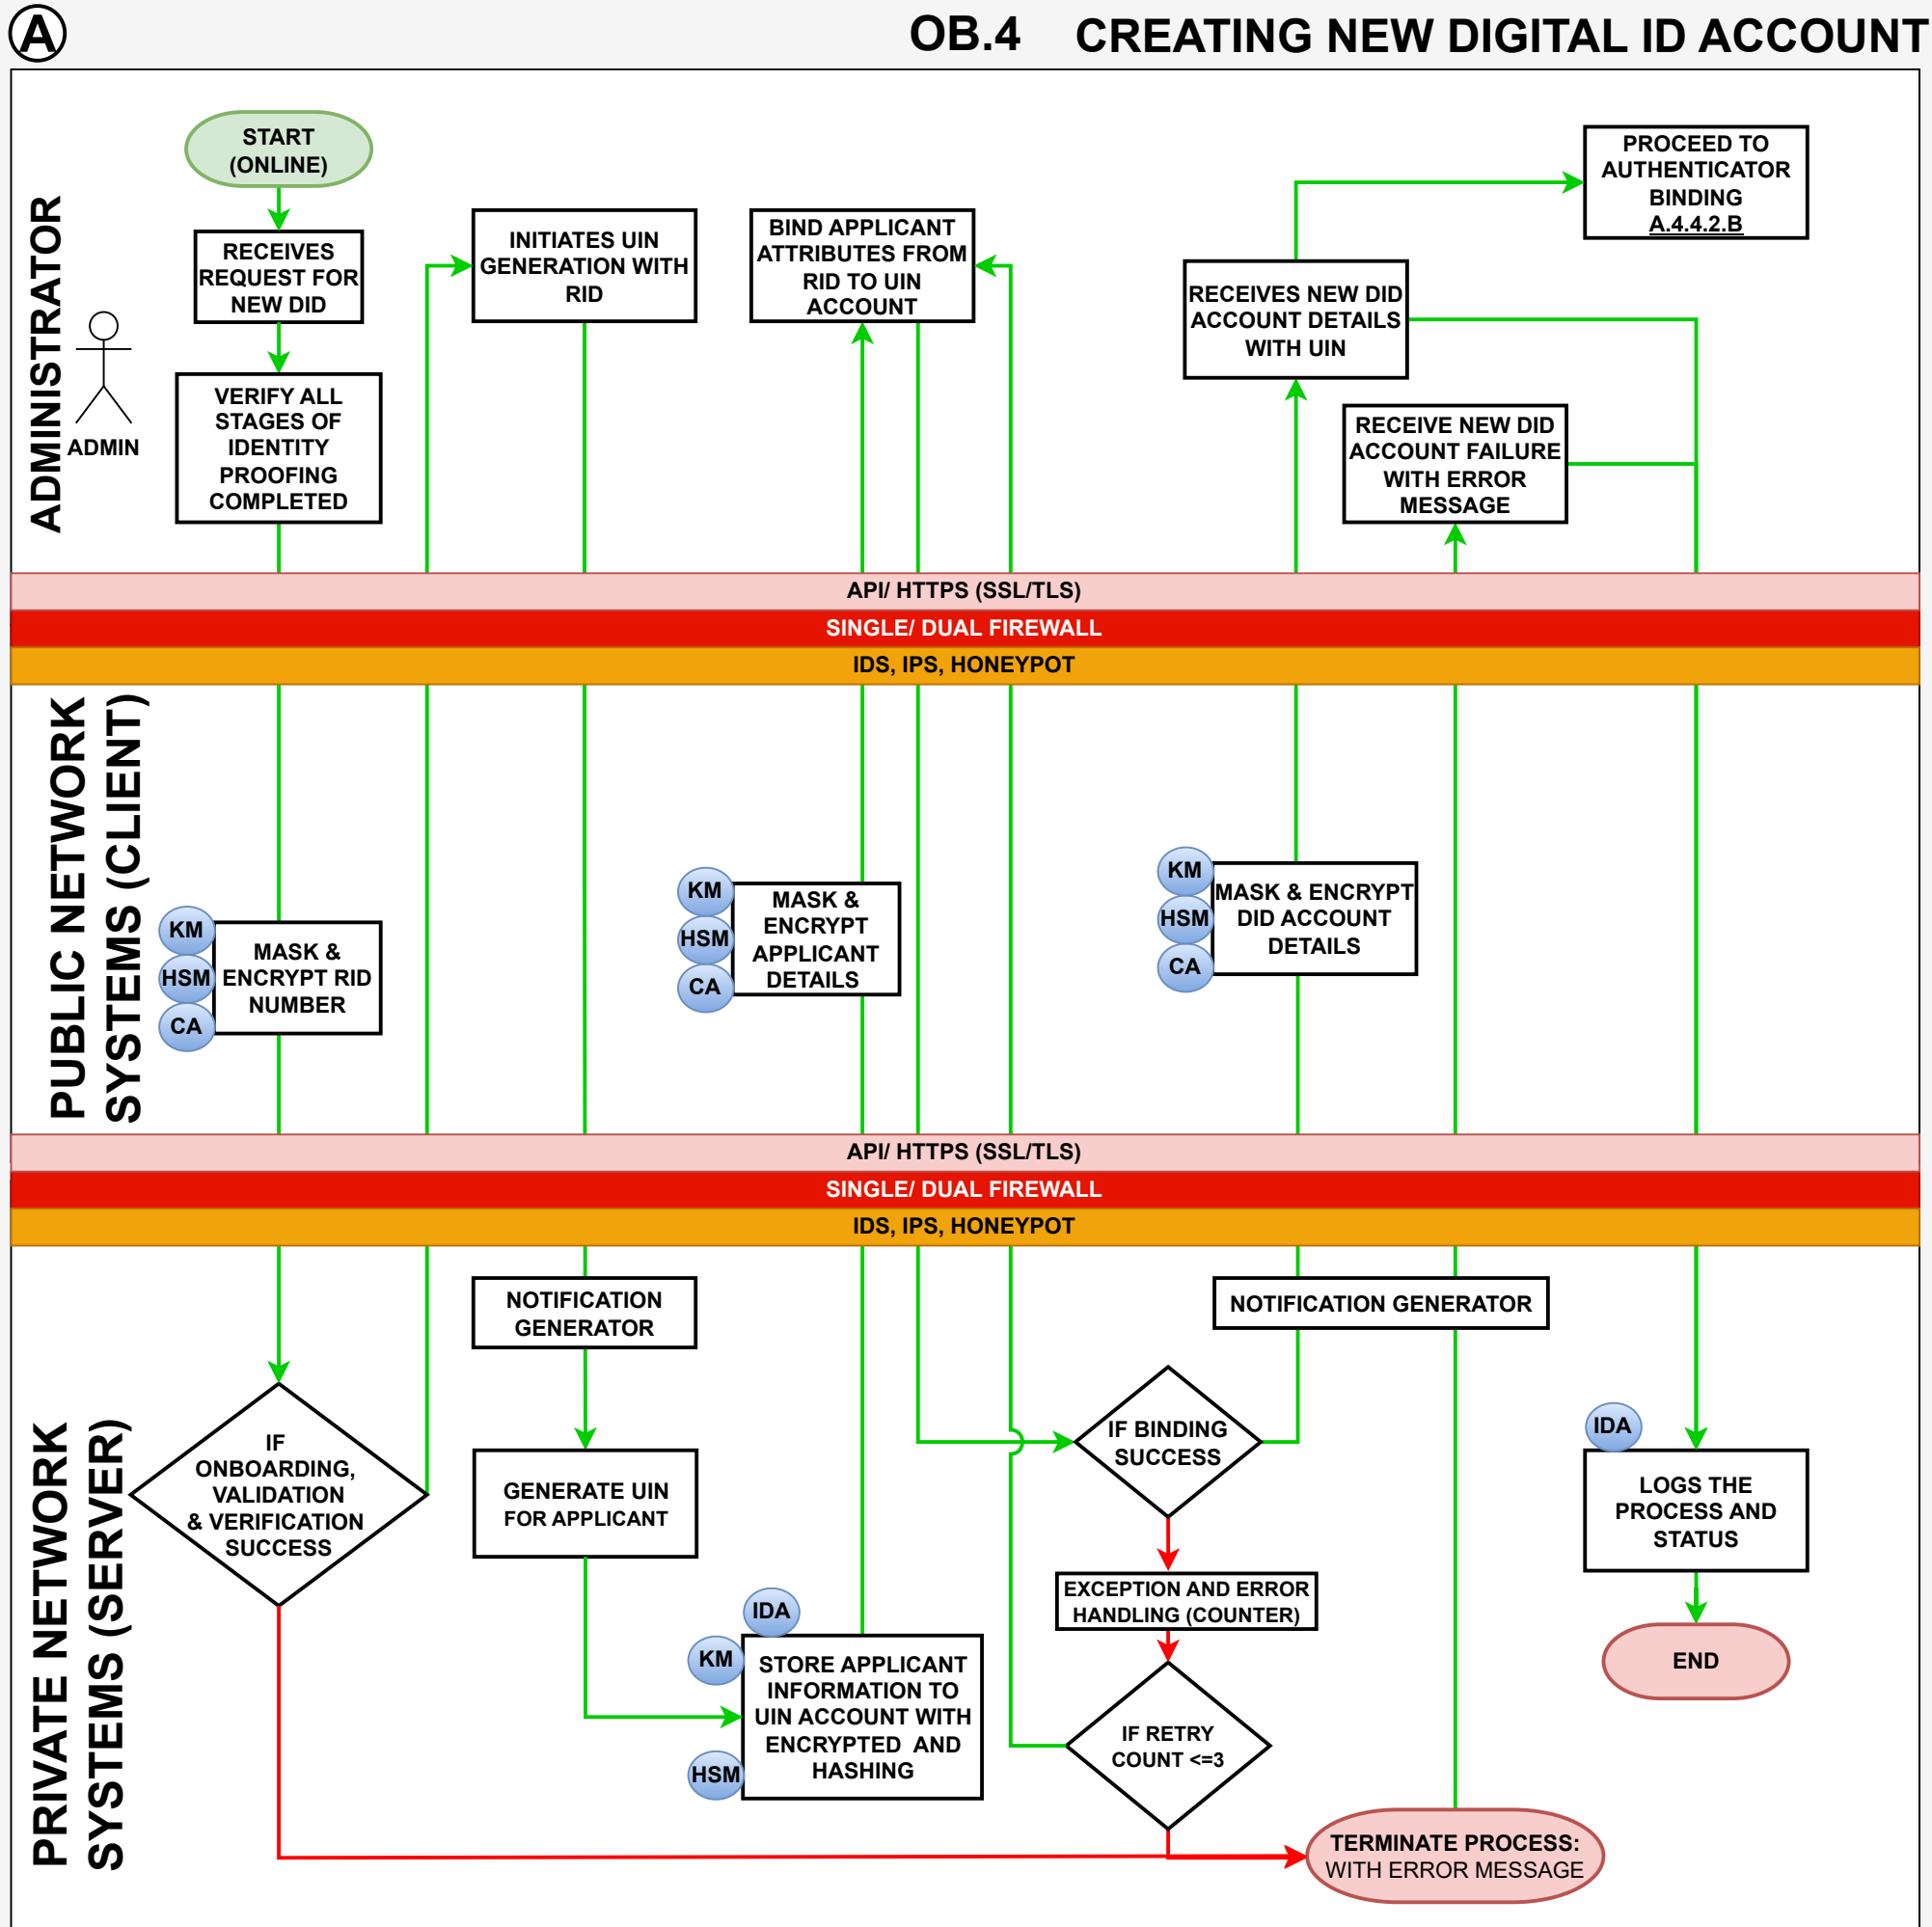 A
OB.4 CREATING NEW DIGITAL ID ACCOUNT
ADMINISTRATOR
ADMIN
START
(ONLINE)
RECEIVES
REQUEST FOR
NEW DID
VERIFY ALL
STAGES OF
IDENTITY
PROOFING
COMPLETED
INITIATES UIN
GENERATION WITH
RID
BIND APPLICANT
ATTRIBUTES FROM
RID TO UIN
ACCOUNT
RECEIVES NEW DID
ACCOUNT DETAILS
WITH UIN
PROCEED TO
AUTHENTICATOR
BINDING
A.4.4.2.B
RECEIVE NEW DID
ACCOUNT FAILURE
WITH ERROR
MESSAGE
API/ HTTPS (SSL/TLS)
SINGLE/ DUAL FIREWALL
IDS, IPS, HONEYPOT
PUBLIC NETWORK
SYSTEMS (CLIENT)
KM
HSM
CA
MASK &
ENCRYPT RID
NUMBER
KM
HSM
CA
MASK &
ENCRYPT
APPLICANT
DETAILS
KM
HSM
CA
MASK & ENCRYPT
DID ACCOUNT
DETAILS
API/ HTTPS (SSL/TLS)
SINGLE/ DUAL FIREWALL
IDS, IPS, HONEYPOT
PRIVATE NETWORK
SYSTEMS (SERVER)
IF
ONBOARDING,
VALIDATION
& VERIFICATION
SUCCESS
NOTIFICATION
GENERATOR
GENERATE UIN
FOR APPLICANT
IDA
KM
HSM
STORE APPLICANT
INFORMATION TO
UIN ACCOUNT WITH
ENCRYPTED AND
HASHING
NOTIFICATION GENERATOR
IF BINDING
SUCCESS
EXCEPTION AND ERROR
HANDLING (COUNTER)
IF RETRY
COUNT <=3
TERMINATE PROCESS:
WITH ERROR MESSAGE
IDA
LOGS THE
PROCESS AND
STATUS
END